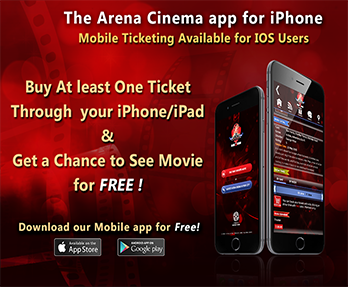 The Arena Cinema app for iPhone
Mobile Ticketing Available for IOS Users
Buy At least One Ticket
Through your iPhone/iPad
&
Get a Chance to See Movie
for FREE !
Download our Mobile app for Free!
Available on the
App Store
ANDROID APP ON
Google play